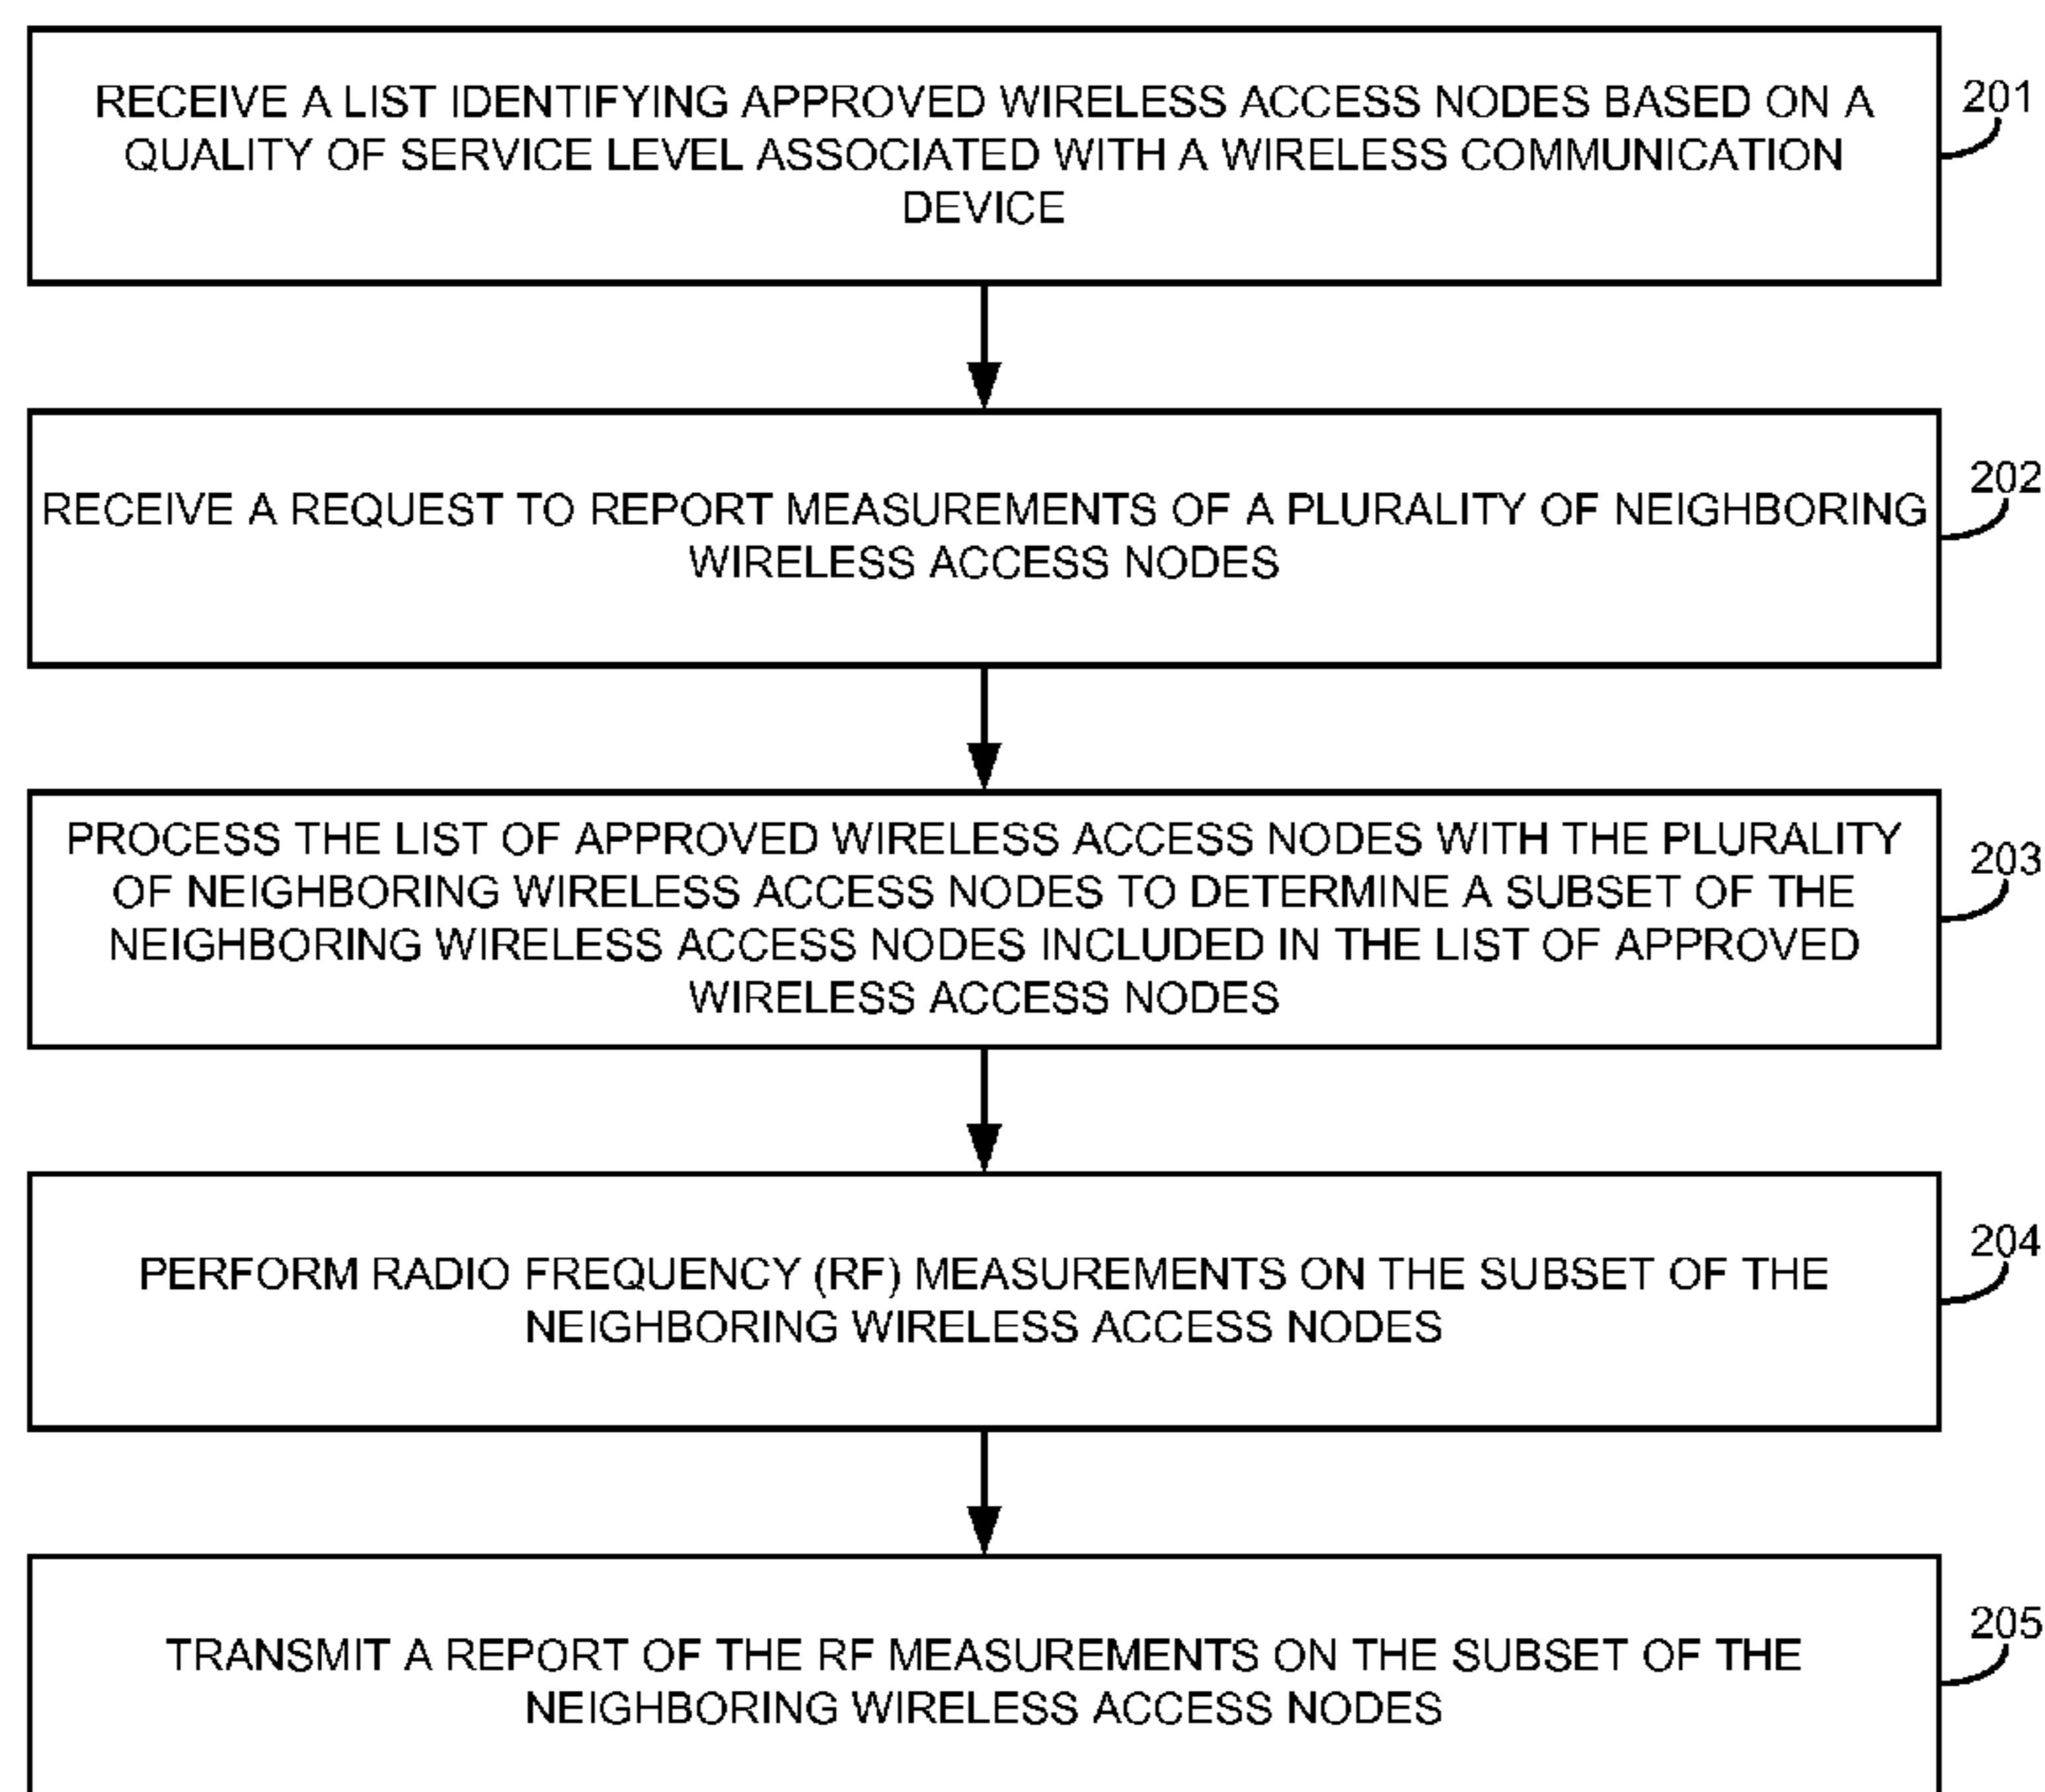 RECEIVE A LIST IDENTIFYING APPROVED WIRELESS ACCESS NODES BASED ON A
QUALITY OF SERVICE LEVEL ASSOCIATED WITH A WIRELESS COMMUNICATION
DEVICE
201
RECEIVE A REQUEST TO REPORT MEASUREMENTS OF A PLURALITY OF NEIGHBORING
WIRELESS ACCESS NODES
202
PROCESS THE LIST OF APPROVED WIRELESS ACCESS NODES WITH THE PLURALITY
OF NEIGHBORING WIRELESS ACCESS NODES TO DETERMINE A SUBSET OF THE
NEIGHBORING WIRELESS ACCESS NODES INCLUDED IN THE LIST OF APPROVED
WIRELESS ACCESS NODES
203
PERFORM RADIO FREQUENCY (RF) MEASUREMENTS ON THE SUBSET OF THE
NEIGHBORING WIRELESS ACCESS NODES
204
TRANSMIT A REPORT OF THE RF MEASUREMENTS ON THE SUBSET OF THE
NEIGHBORING WIRELESS ACCESS NODES
205